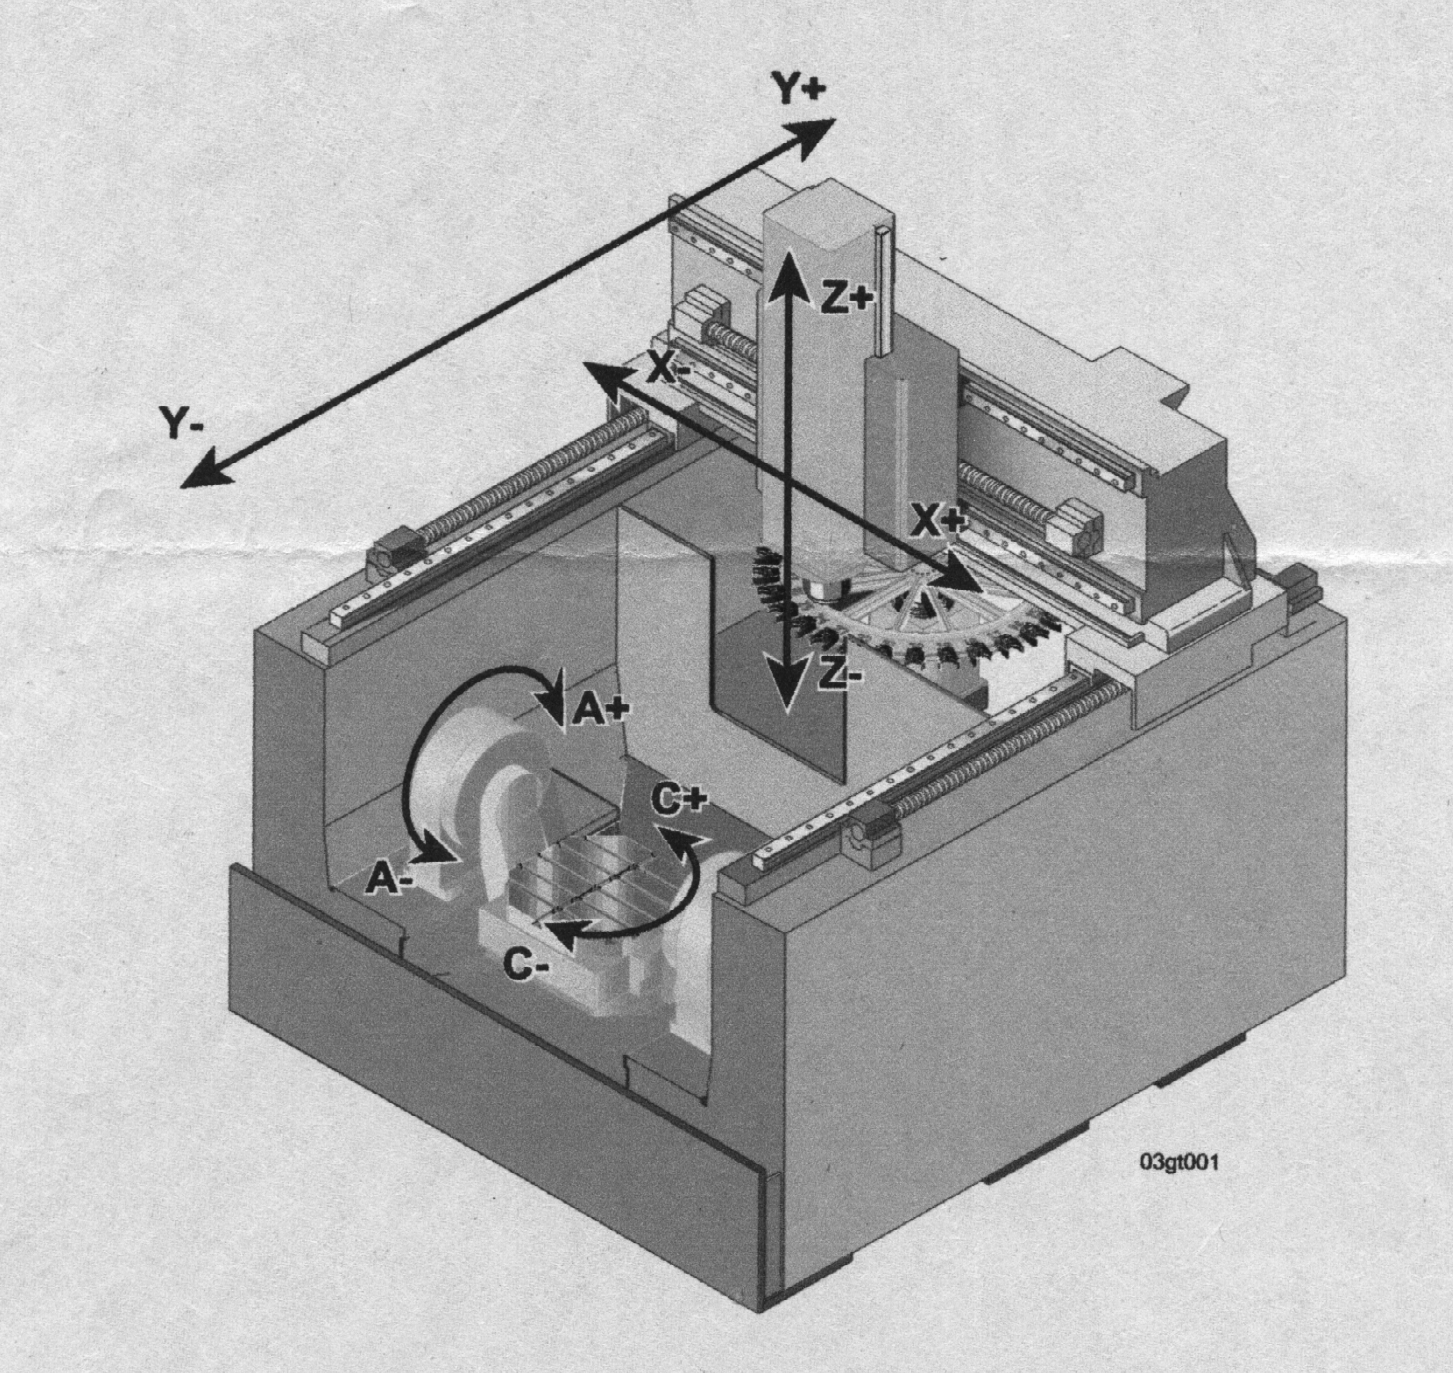 Y+
Z+
X-
Y-
X+
Z-
A+
C+
A-
C-
03gt001